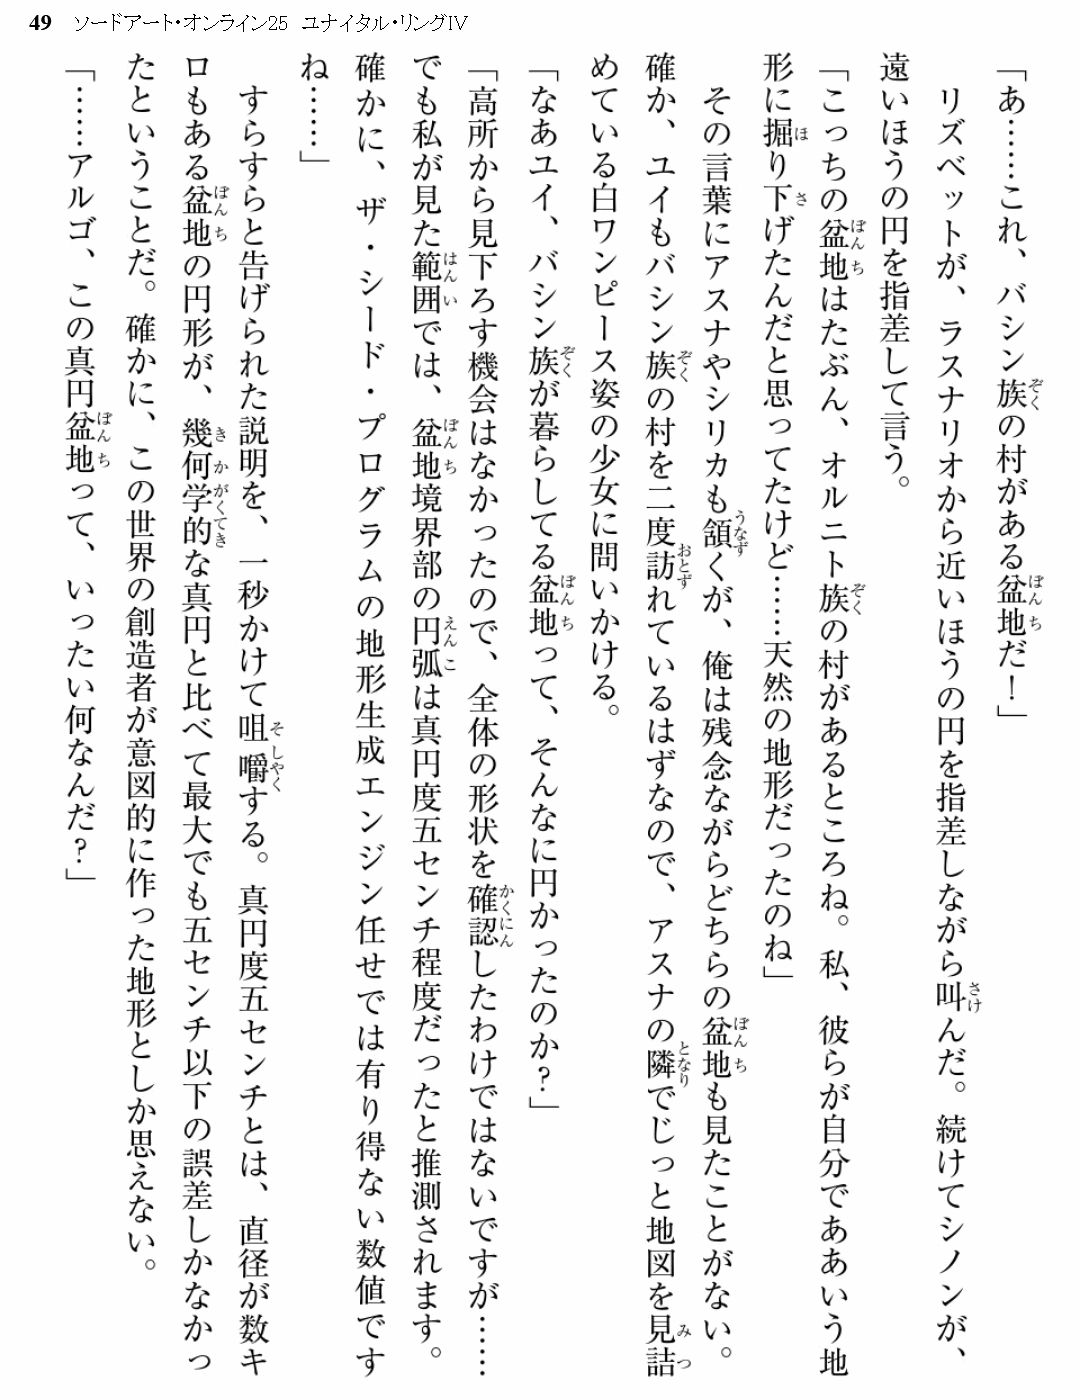 49 ソードアート・オンライン25 ユナイタル・リングⅣ
「あ……これ、バシン族の村がある盆地だ！」
リズベットが、ラスナリオから近いほうの円を指差しながら叫んだ。続けてシノンが、
遠いほうの円を指差して言う。
「こっちの盆地はたぶん、オルニト族の村があるところね。私、彼らが自分でああいう地
形に掘り下げたんだと思ってたけど……天然の地形だったのね」
その言葉にアスナやシリカも頷くが、俺は残念ながらどちらの盆地も見たことがない。
確か、ユイもバシン族の村を二度訪れているはずなので、アスナの隣でじっと地図を見詰
めている白ワンピース姿の少女に問いかける。
「なあユイ、バシン族が暮らしてる盆地って、そんなに円かったのか？」
「高所から見下ろす機会はなかったので、全体の形状を確認したわけではないですが……
でも私が見た範囲では、盆地境界部の円弧は真円度五センチ程度だったと推測されます。
確かに、ザ・シード・プログラムの地形生成エンジン任せでは有り得ない数値です
ね……」
すらすらと告げられた説明を、一秒かけて咀嚼する。真円度五センチとは、直径が数キ
ロもある盆地の円形が、幾何学的な真円と比べて最大でも五センチ以下の誤差しかなかっ
たということだ。確かに、この世界の創造者が意図的に作った地形としか思えない。
「……アルゴ、この真円盆地って、いったい何なんだ？」